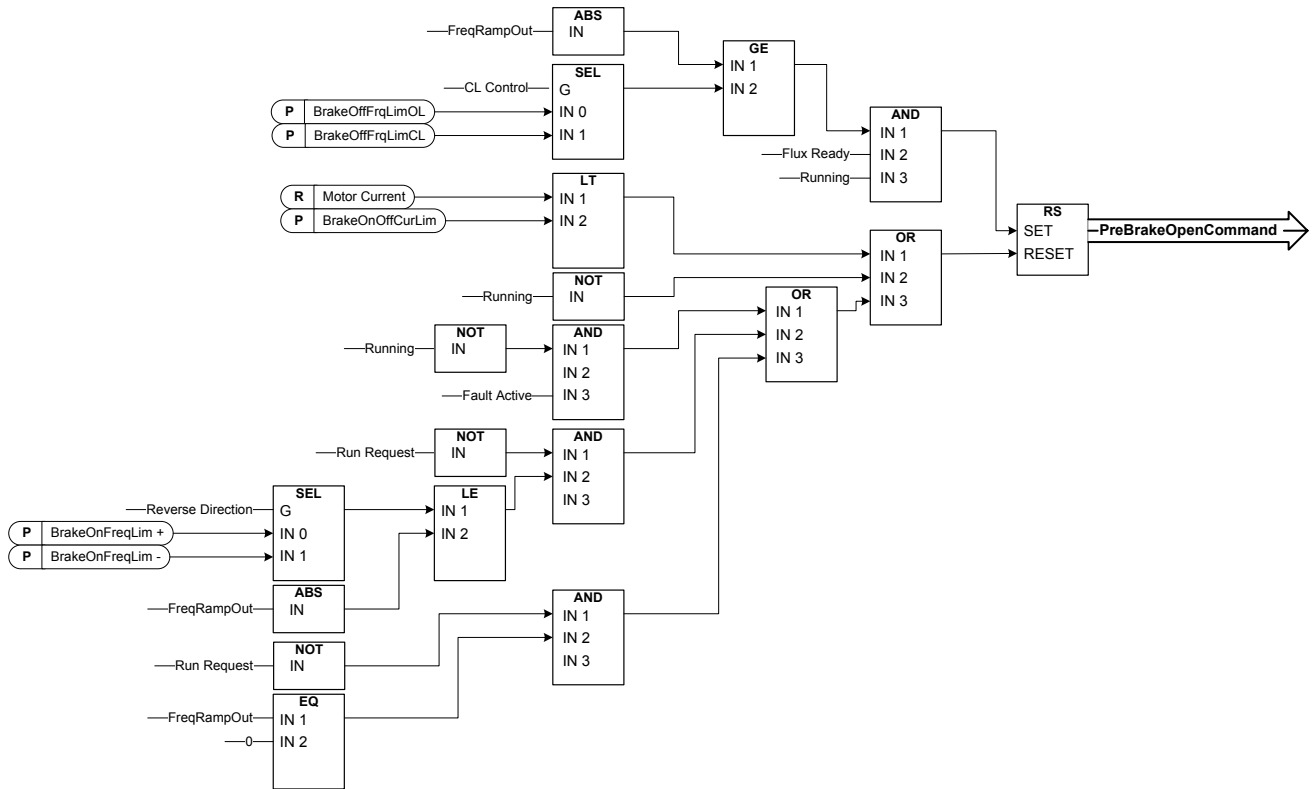 ABS
FreqRampOut
IN
GE
IN 1
IN 2
SEL
CL Control
G
P BrakeOffFrqLimOL
IN 0
P BrakeOffFrqLimCL
IN 1
AND
IN 1
Flux Ready
IN 2
Running
IN 3
LT
R Motor Current
IN 1
P BrakeOnOffCurLim
IN 2
RS
SET
RESET
PreBrakeOpenCommand
OR
IN 1
IN 2
IN 3
NOT
Running
IN
OR
IN 1
IN 2
IN 3
NOT
Running
IN
AND
IN 1
IN 2
Fault Active
IN 3
NOT
Run Request
IN
AND
IN 1
IN 2
IN 3
SEL
Reverse Direction
G
P BrakeOnFreqLim +
IN 0
P BrakeOnFreqLim -
IN 1
LE
IN 1
IN 2
ABS
FreqRampOut
IN
AND
IN 1
IN 2
IN 3
NOT
Run Request
IN
EQ
FreqRampOut
IN 1
0
IN 2